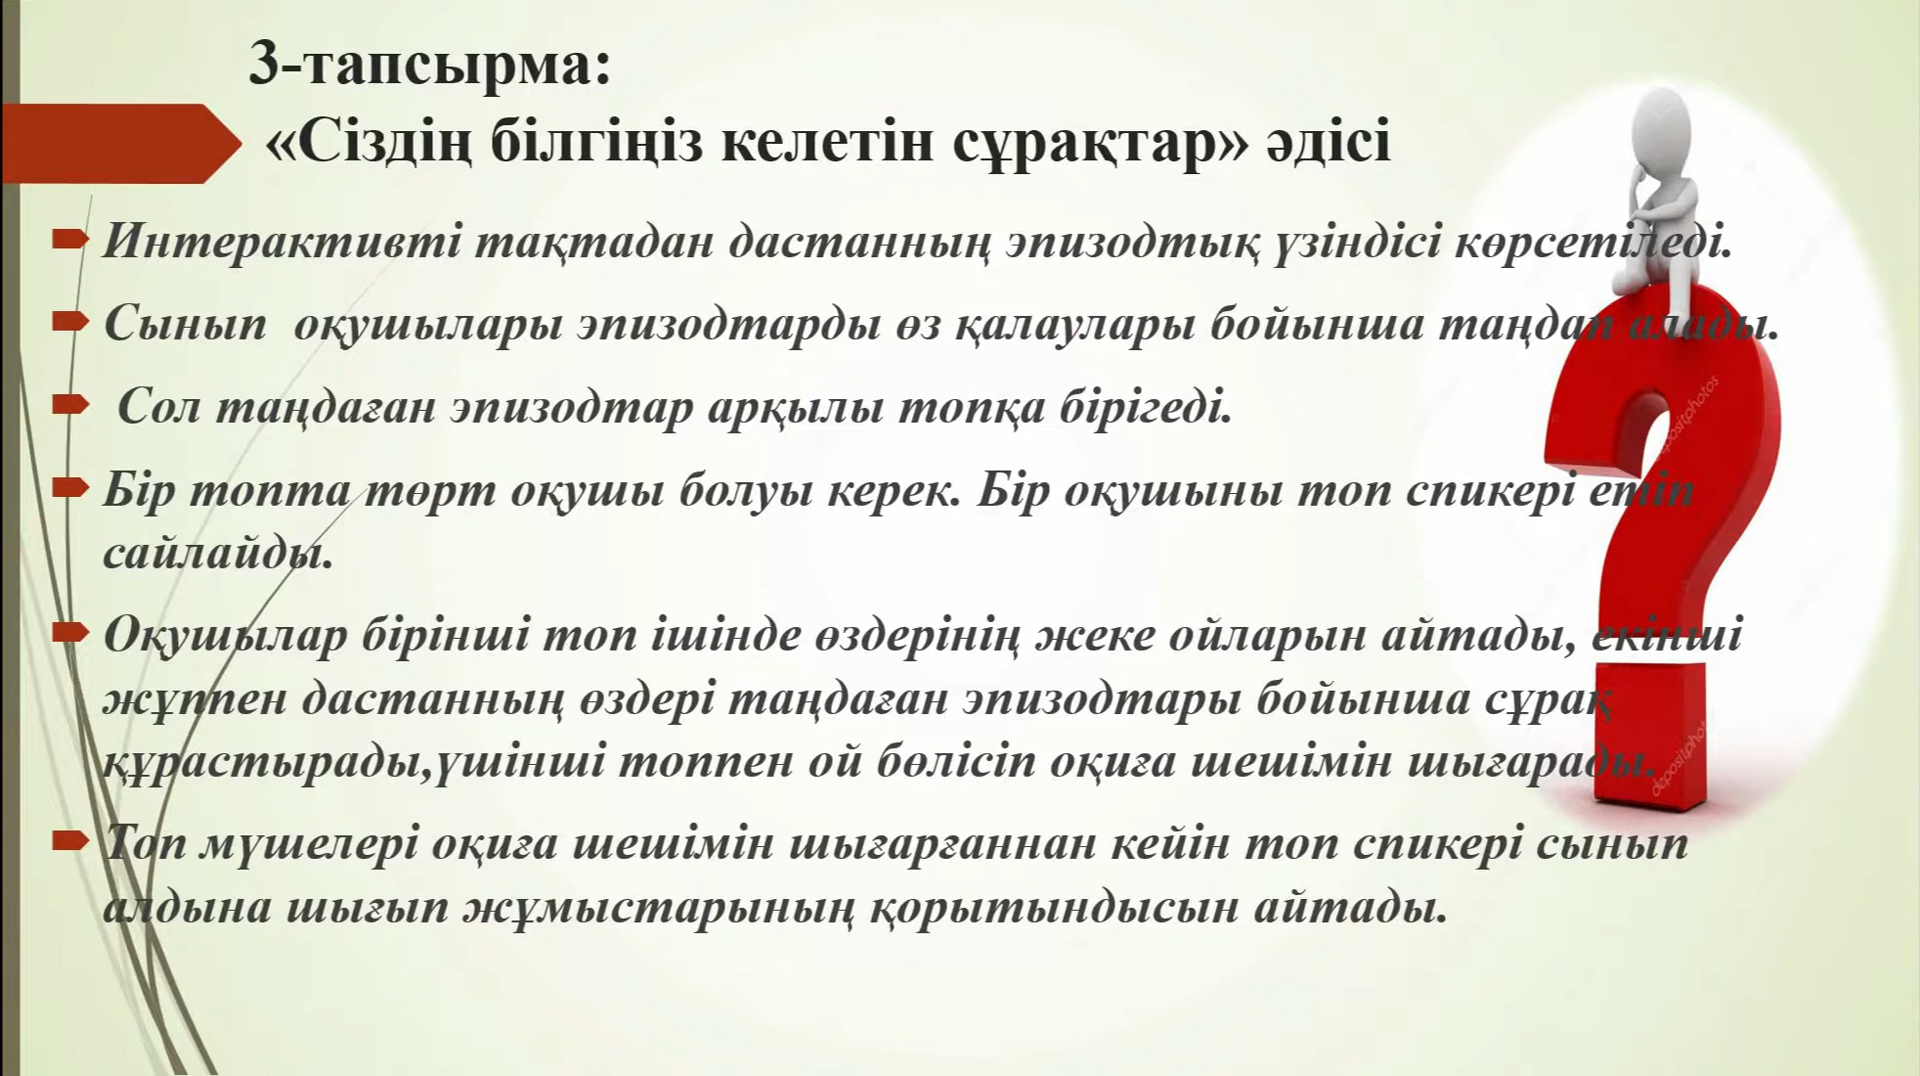 3-тапсырма:
«Сіздің білгіңіз келетін сұрақтар» әдісі
Интерактивті тақтадан дастанның эпизодтық үзіндісі көрсетіледі.
Сынып оқушылары эпизодтарды өз қалаулары бойынша таңдап алады.
Сол таңдаған эпизодтар арқылы топқа бірігеді.
Бір топта төрт оқушы болуы керек. Бір оқушыны топ спикері етіп
сайлайды.
Оқушылар бірінші топ ішінде өздерінің жеке ойларын айтады, екінші
жұппен дастанның өздері таңдаған эпизодтары бойынша сұрақ
құрастырады,үшінші топпен ой бөлісіп оқиға шешімін шығарады.
Топ мүшелері оқиға шешімін шығарғаннан кейін топ спикері сынып
алдына шығып жұмыстарының қорытындысын айтады.
depositphotos
depositphotos